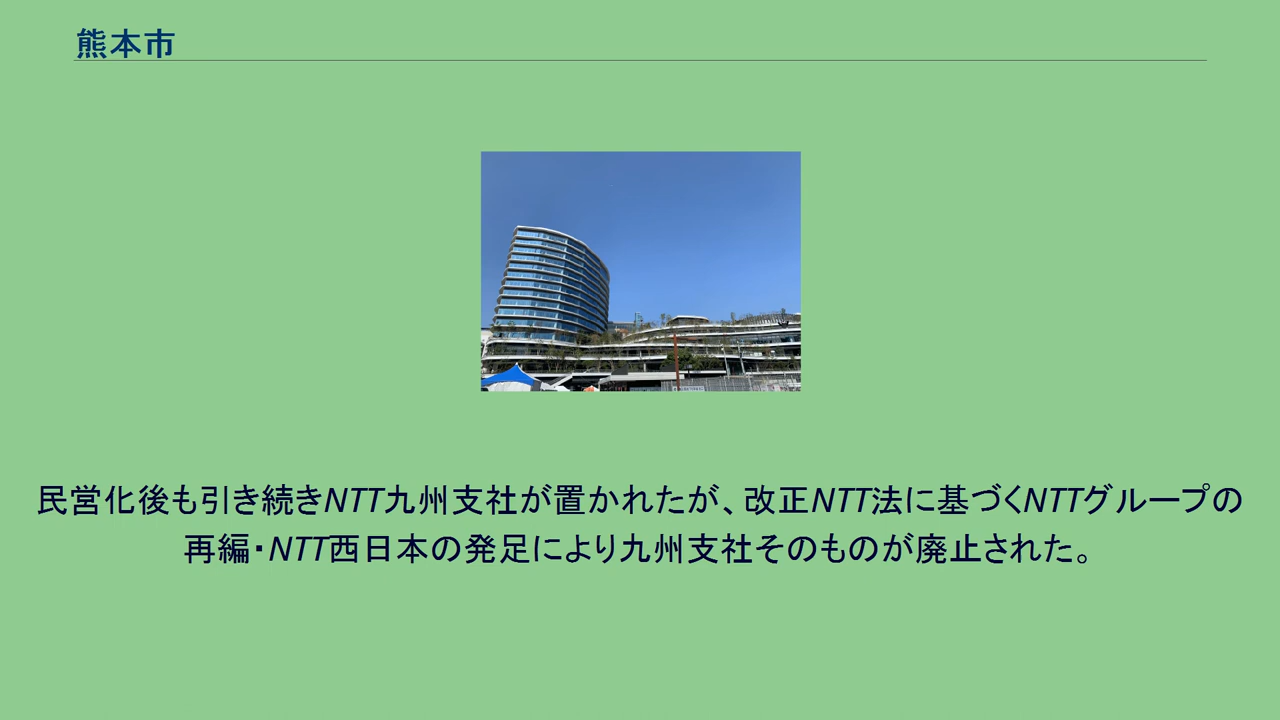 熊本市
民営化後も引き続きNTT九州支社が置かれたが、改正NTT法に基づくNTTグループの
再編・NTT西日本の発足により九州支社そのものが廃止された。